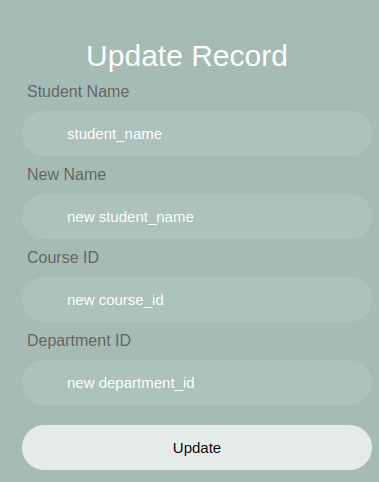 Update Record
Student Name
student_name
New Name
new student_name
Course ID
new course_id
Department ID
new department_id
Update